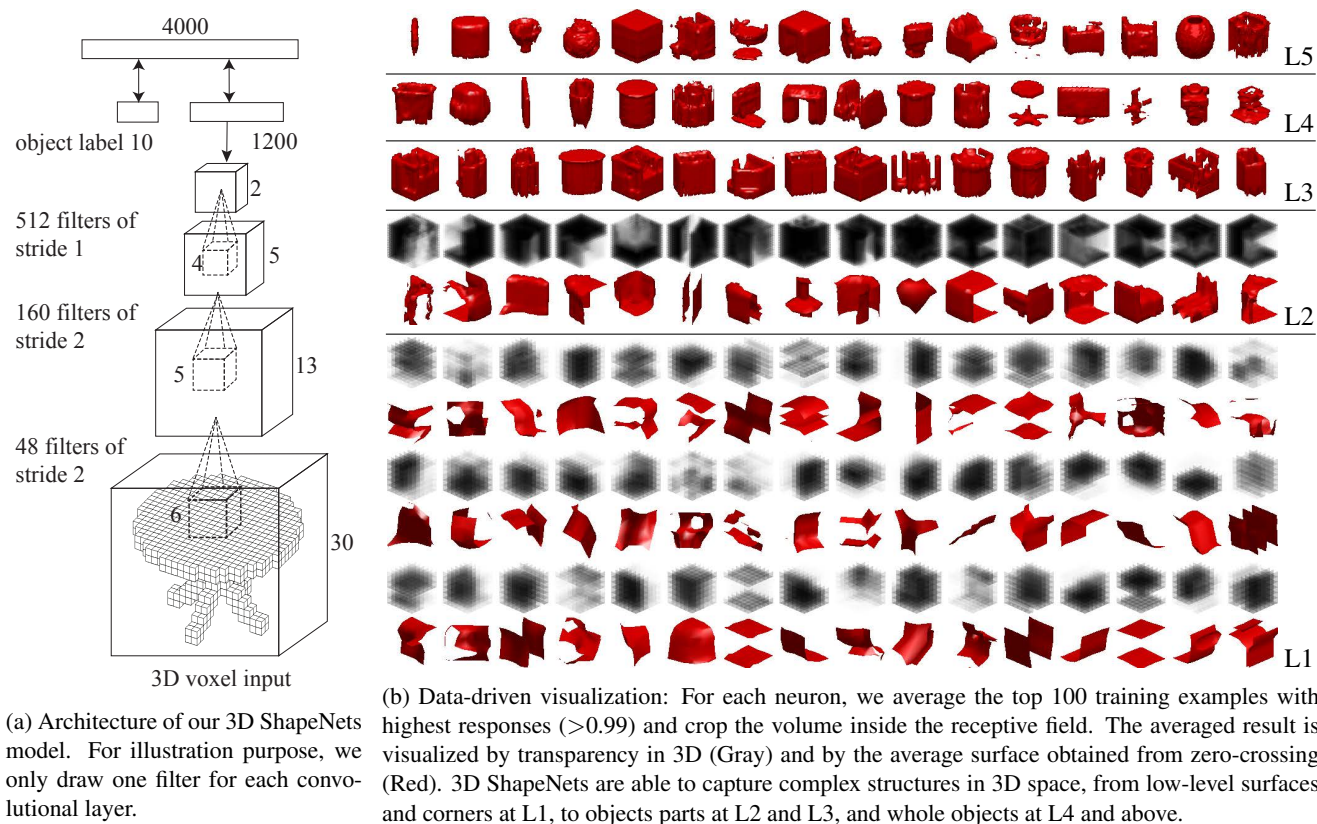 4000
object label 10
1200
2
512 filters of
stride 1
4
5
160 filters of
stride 2
5
13
48 filters of
stride 2
6
30
3D voxel input
(a) Architecture of our 3D ShapeNets
model. For illustration purpose, we
only draw one filter for each convo-
lutional layer.
L5
L4
L3
L2
L1
(b) Data-driven visualization: For each neuron, we average the top 100 training examples with
highest responses (>0.99) and crop the volume inside the receptive field. The averaged result is
visualized by transparency in 3D (Gray) and by the average surface obtained from zero-crossing
(Red). 3D ShapeNets are able to capture complex structures in 3D space, from low-level surfaces
and corners at L1, to objects parts at L2 and L3, and whole objects at L4 and above.